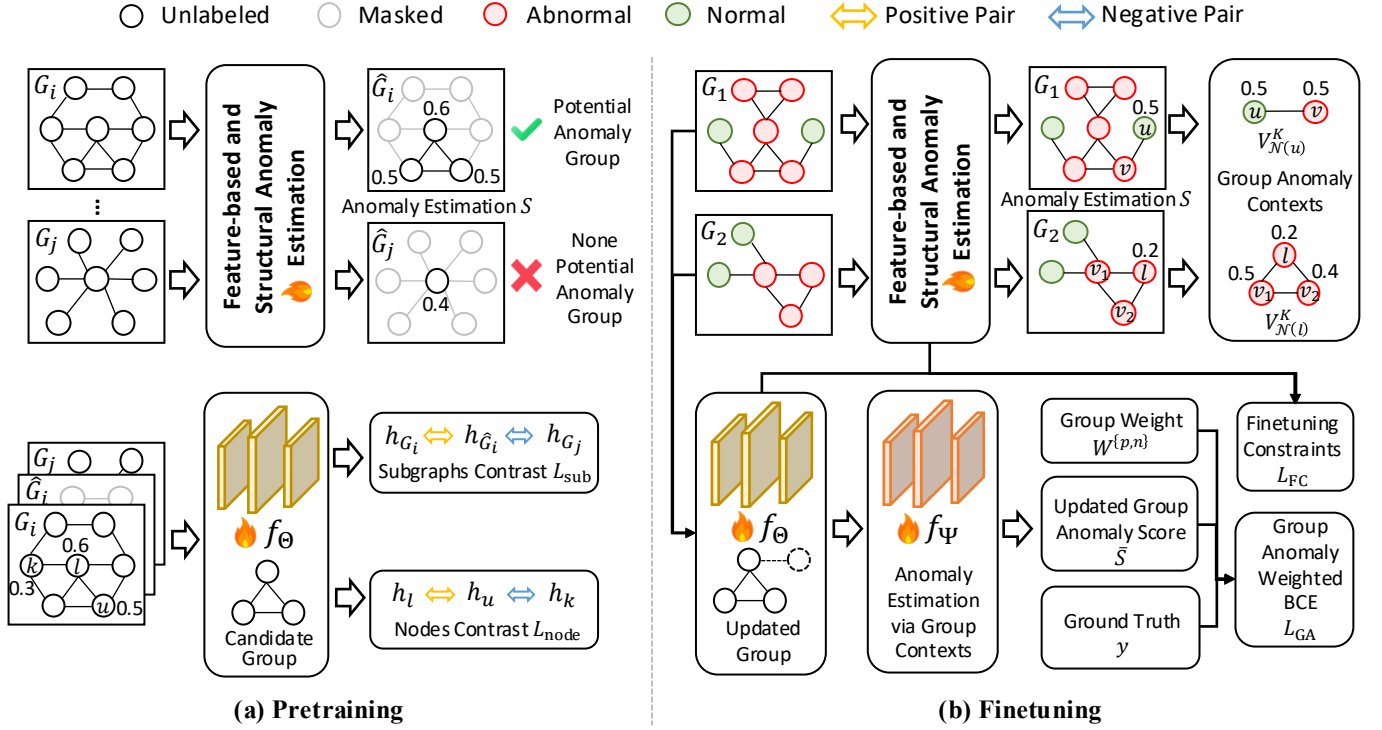 Unlabeled Masked Abnormal Normal Positive Pair Negative Pair
G_i
Feature-based and
Structural Anomaly
Estimation
Ĝ_i
0.6
0.5
0.5
Potential
Anomaly
Group
Anomaly Estimation S
...
G_j
Ĝ_j
0.4
None
Potential
Anomaly
Group
G_j
Ĝ_i
G_i
0.6
k
l
0.3
u
0.5
f_Θ
Candidate
Group
h_{G_i} h_{Ĝ_i} h_{G_j}
Subgraphs Contrast L_sub
h_l h_u h_k
Nodes Contrast L_node
(a) Pretraining
G_1
G_2
Feature-based and
Structural Anomaly
Estimation
G_1
0.5
u
v
Anomaly Estimation S
G_2
0.2
v_1
l
v_2
0.5 0.5
u v
V^K_{𝒩(u)}
Group Anomaly
Contexts
0.2
l
0.5 0.4
v_1 v_2
V^K_{𝒩(l)}
f_Θ
Updated
Group
f_Ψ
Anomaly
Estimation
via Group
Contexts
Group Weight
W^{{p,n}}
Updated Group
Anomaly Score
S̄
Ground Truth
y
Finetuning
Constraints
L_FC
Group
Anomaly
Weighted
BCE
L_GA
(b) Finetuning